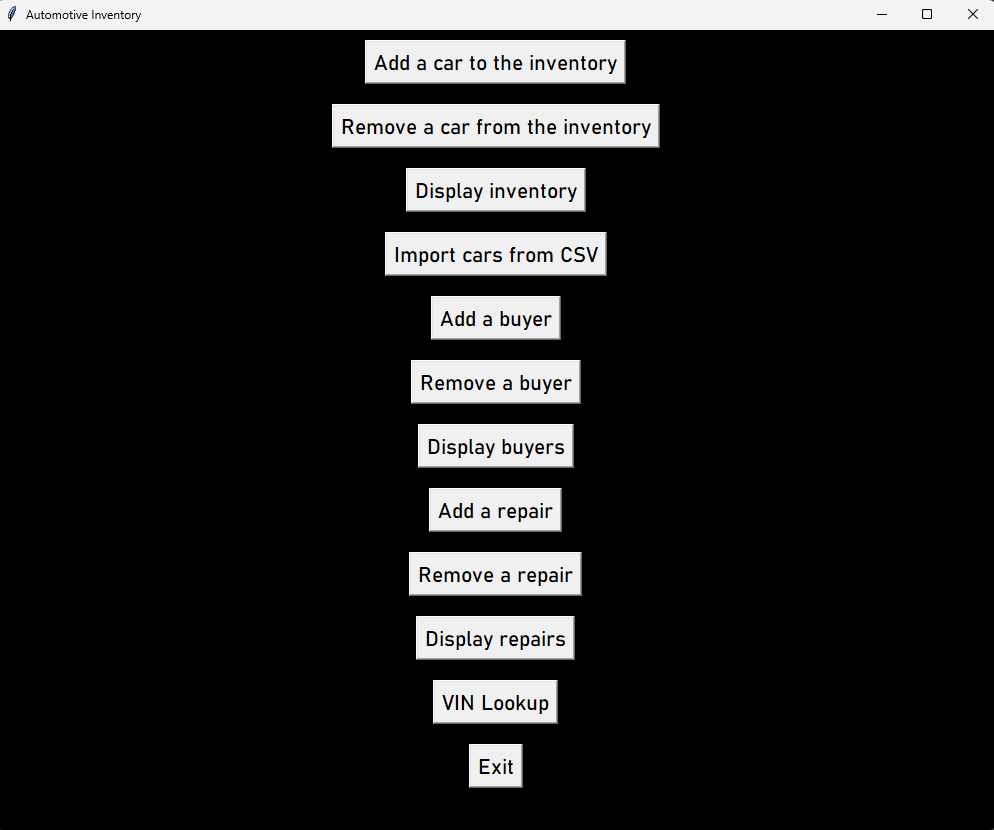 Automotive Inventory
Add a car to the inventory
Remove a car from the inventory
Display inventory
Import cars from CSV
Add a buyer
Remove a buyer
Display buyers
Add a repair
Remove a repair
Display repairs
VIN Lookup
Exit